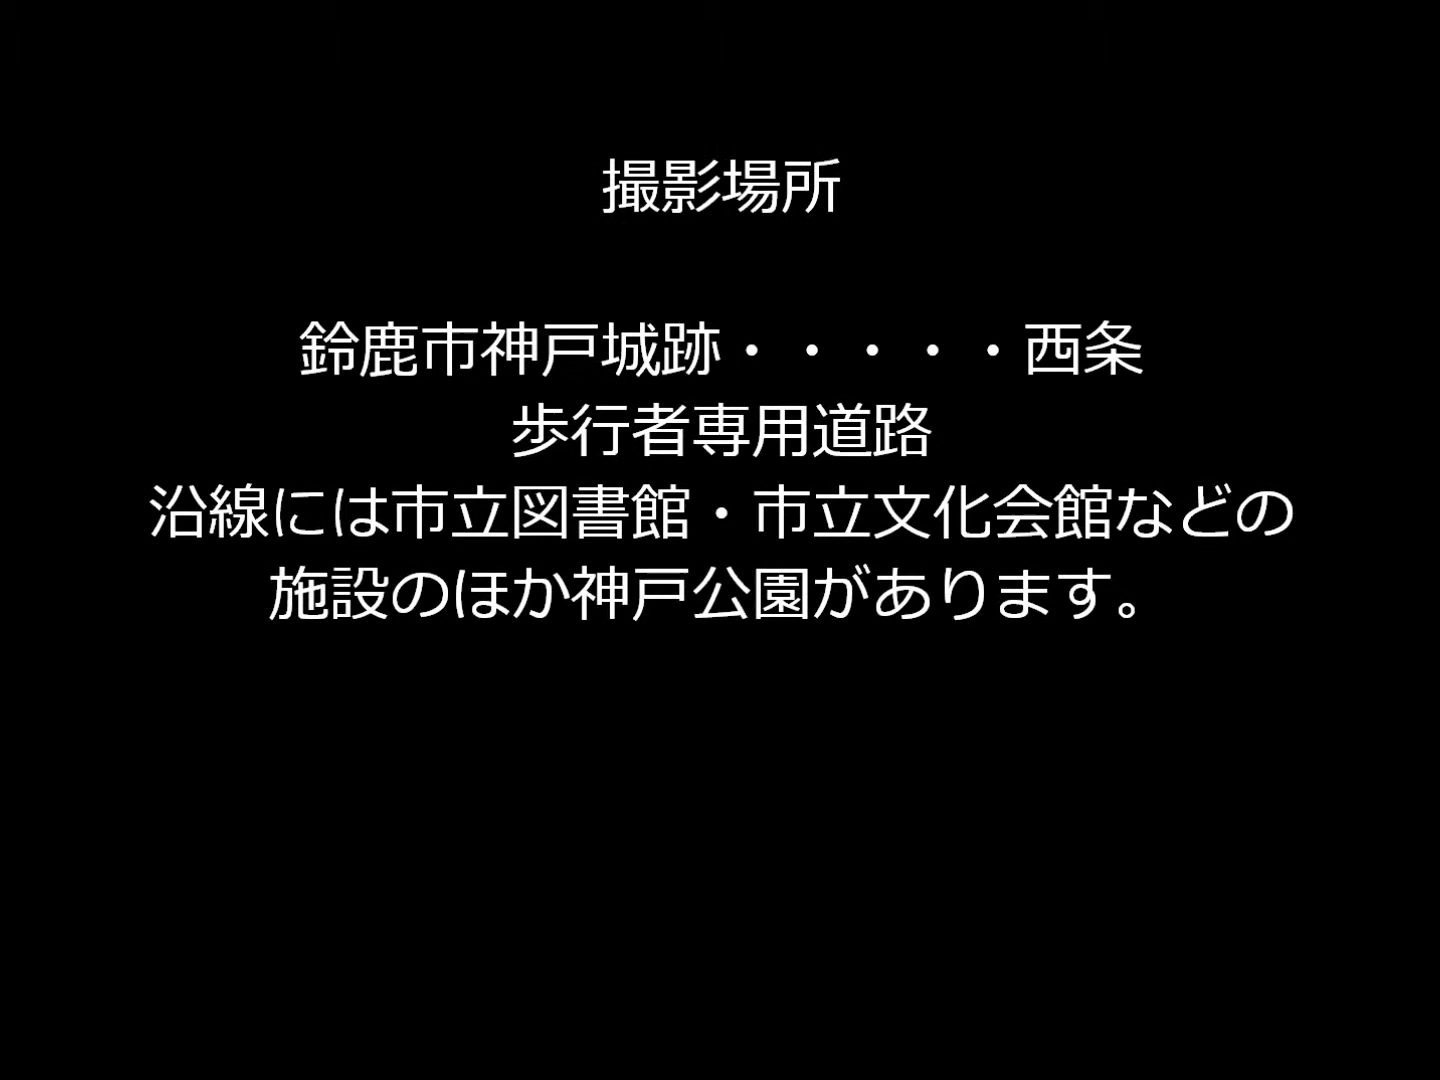 撮影場所
鈴鹿市神戸城跡・・・・・西条
歩行者専用道路
沿線には市立図書館・市立文化会館などの
施設のほか神戸公園があります。